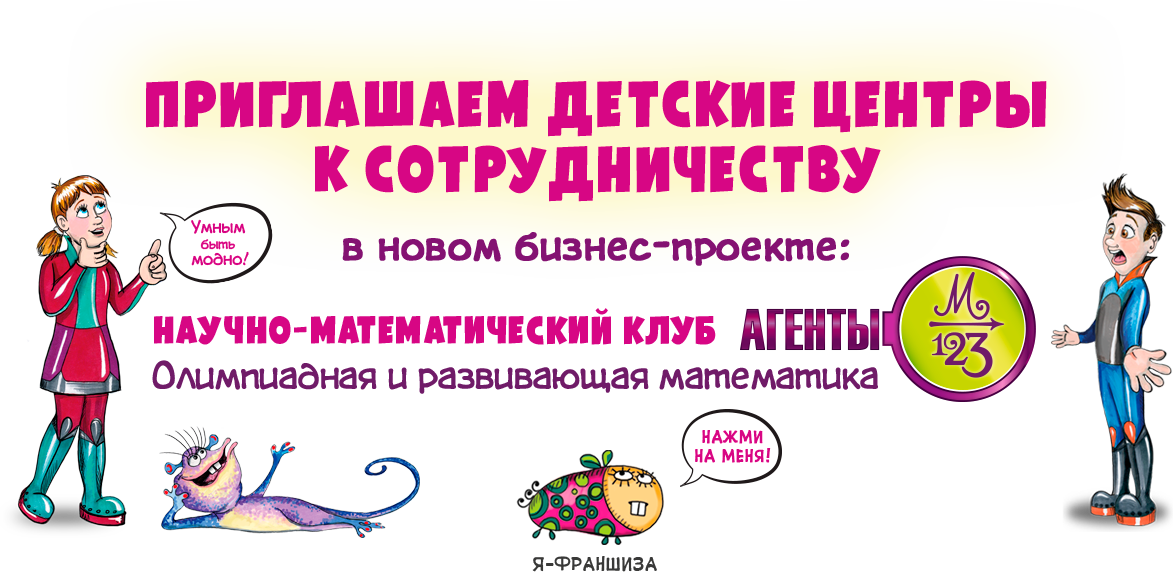 ПРИГЛАШАЕМ ДЕТСКИЕ ЦЕНТРЫ
К СОТРУДНИЧЕСТВУ
Умным
быть
модно!
в новом бизнес-проекте:
НАУЧНО-МАТЕМАТИЧЕСКИЙ КЛУБ
АГЕНТЫ
М
123
Олимпиадная и развивающая математика
НАЖМИ
НА МЕНЯ!
Я-ФРАНШИЗА